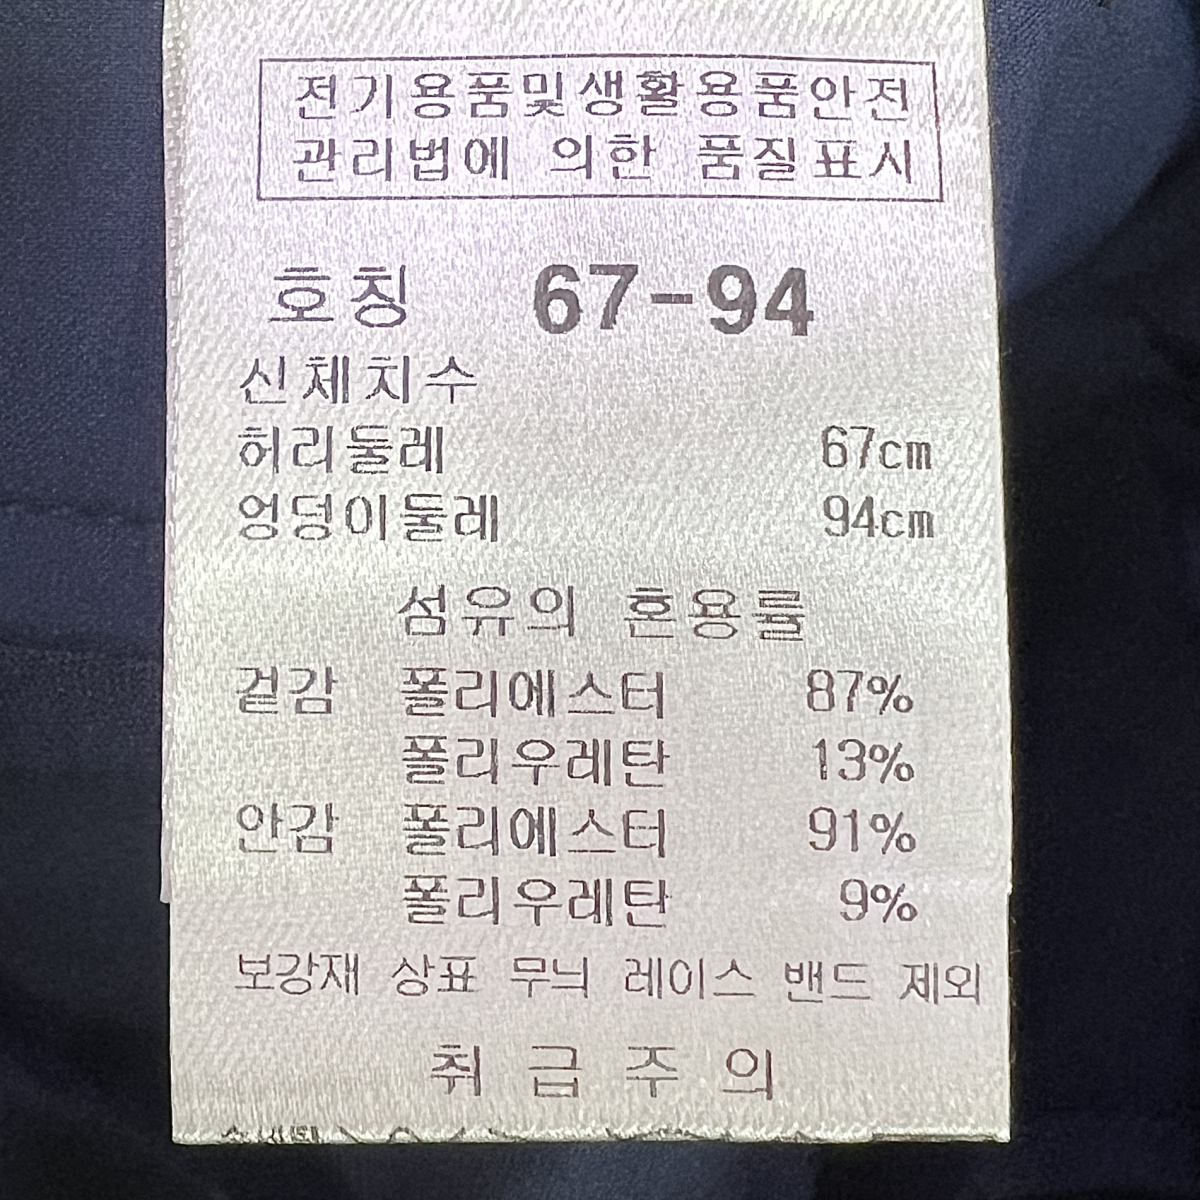 전기용품및생활용품안전
관리법에 의한 품질표시
호칭 67-94
신체치수
허리둘레 67cm
엉덩이둘레 94cm
섬유의 혼용률
겉감 폴리에스터 87%
폴리우레탄 13%
안감 폴리에스터 91%
폴리우레탄 9%
보강재 상표 무늬 레이스 밴드 제외
취급주의